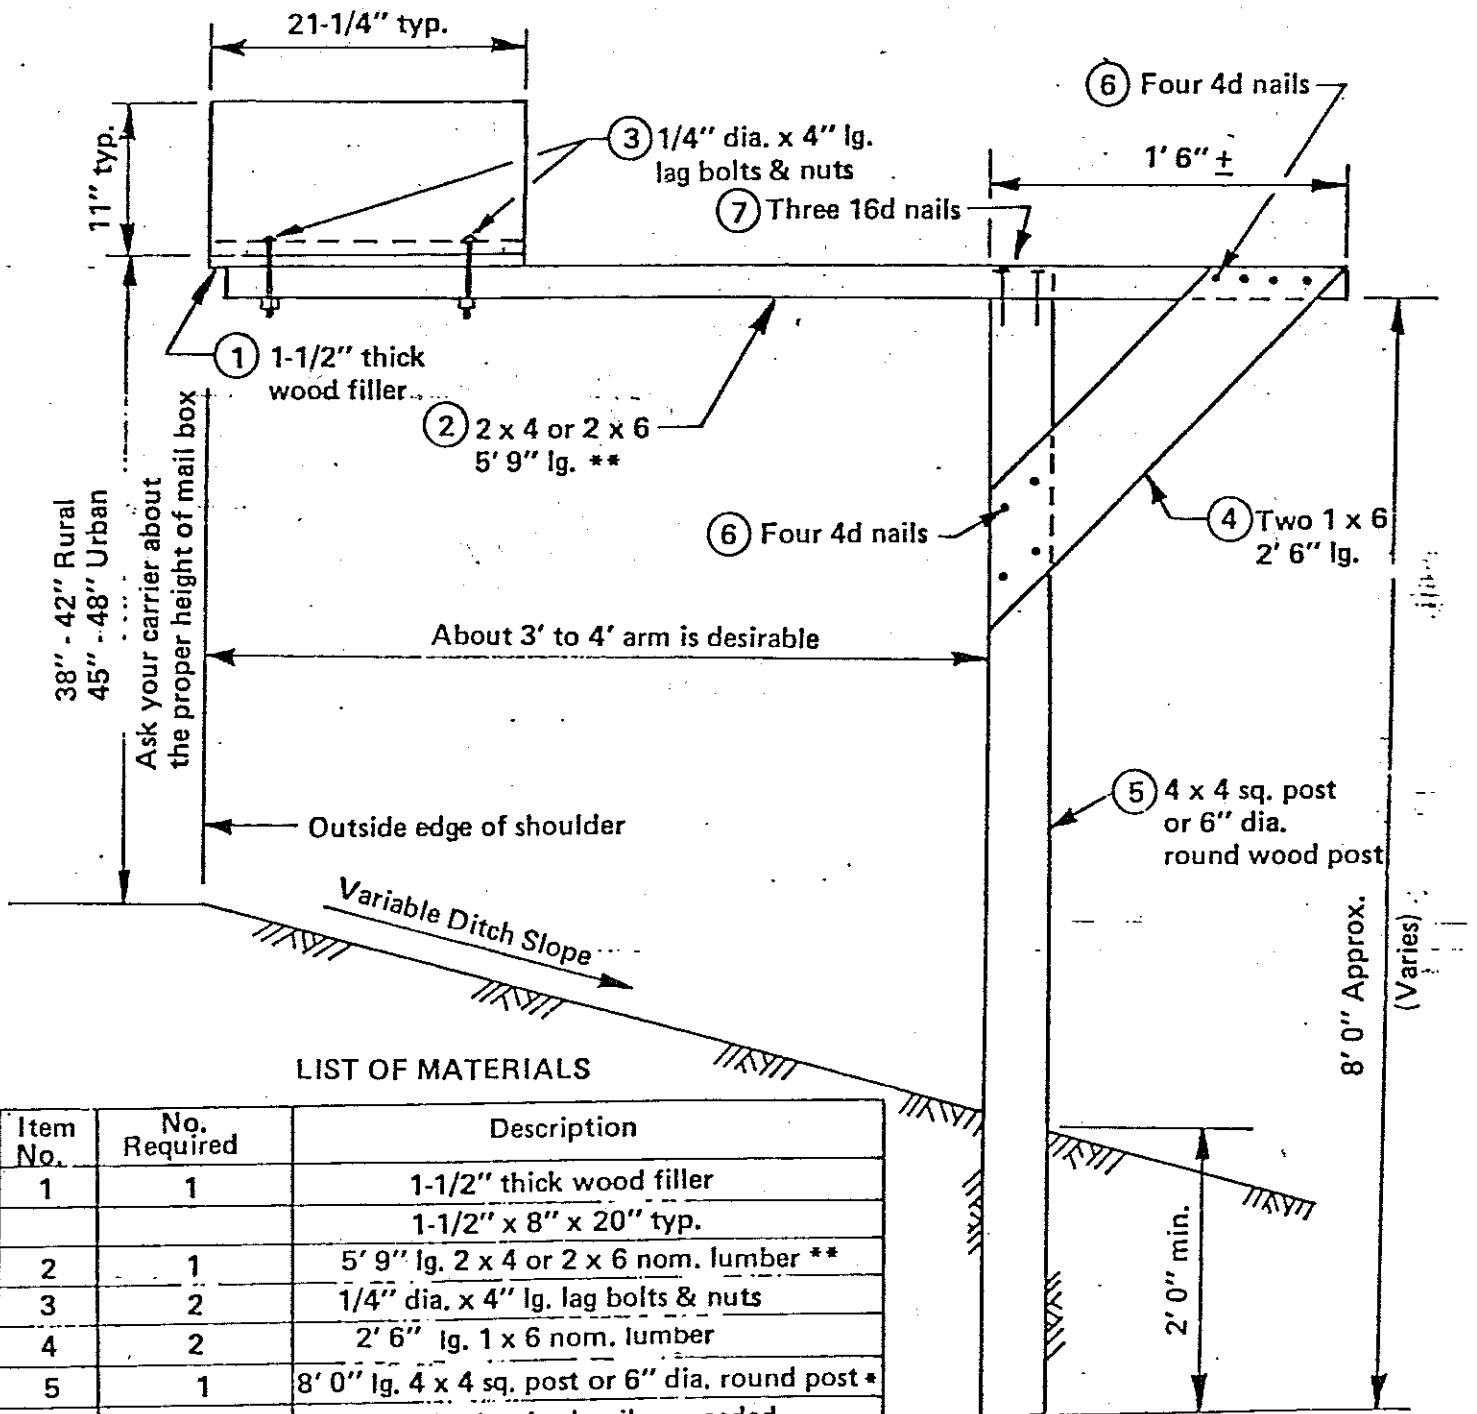 21-1/4" typ.
6 Four 4d nails
11" typ.
3 1/4" dia. x 4" lg.
lag bolts & nuts
1' 6" ±
7 Three 16d nails
1 1-1/2" thick
wood filler
2 2 x 4 or 2 x 6
5' 9" lg. **
38" - 42" Rural
45" - 48" Urban
Ask your carrier about
the proper height of mail box
6 Four 4d nails
4 Two 1 x 6
2' 6" lg.
About 3' to 4' arm is desirable
5 4 x 4 sq. post
or 6" dia.
round wood post
Outside edge of shoulder
Variable Ditch Slope
8' 0" Approx.
(Varies)
2' 0" min.
LIST OF MATERIALS
Item No. No. Required Description
1 1 1-1/2" thick wood filler
1-1/2" x 8" x 20" typ.
2 1 5' 9" lg. 2 x 4 or 2 x 6 nom. lumber **
3 2 1/4" dia. x 4" lg. lag bolts & nuts
4 2 2' 6" lg. 1 x 6 nom. lumber
5 1 8' 0" lg. 4 x 4 sq. post or 6" dia. round post *